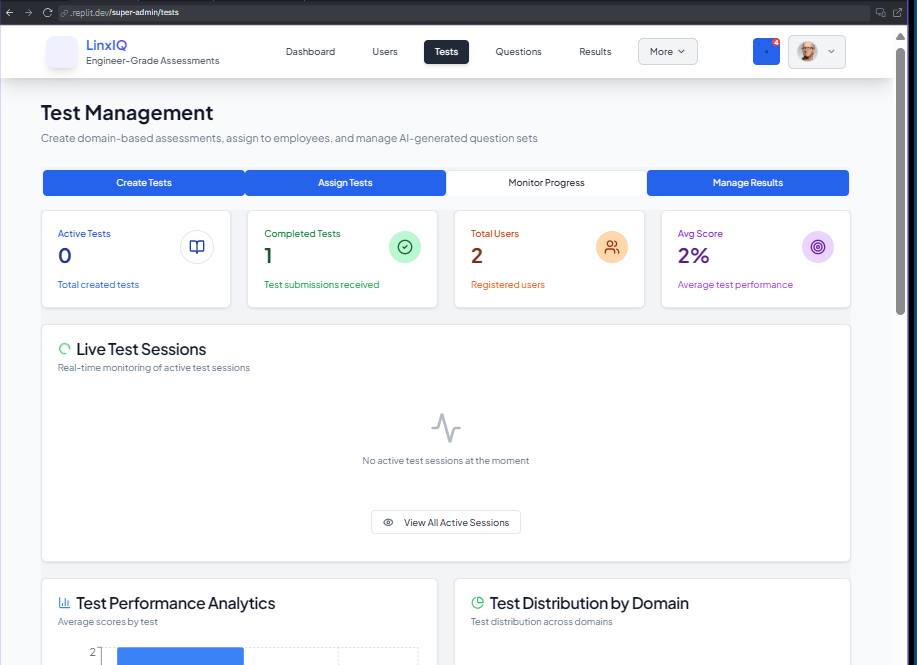 .replit.dev/super-admin/tests
LinxIQ
Engineer-Grade Assessments
Dashboard
Users
Tests
Questions
Results
More
4
Test Management
Create domain-based assessments, assign to employees, and manage AI-generated question sets
Create Tests
Assign Tests
Monitor Progress
Manage Results
Active Tests
0
Total created tests
Completed Tests
1
Test submissions received
Total Users
2
Registered users
Avg Score
2%
Average test performance
Live Test Sessions
Real-time monitoring of active test sessions
No active test sessions at the moment
View All Active Sessions
Test Performance Analytics
Average scores by test
2
Test Distribution by Domain
Test distribution across domains